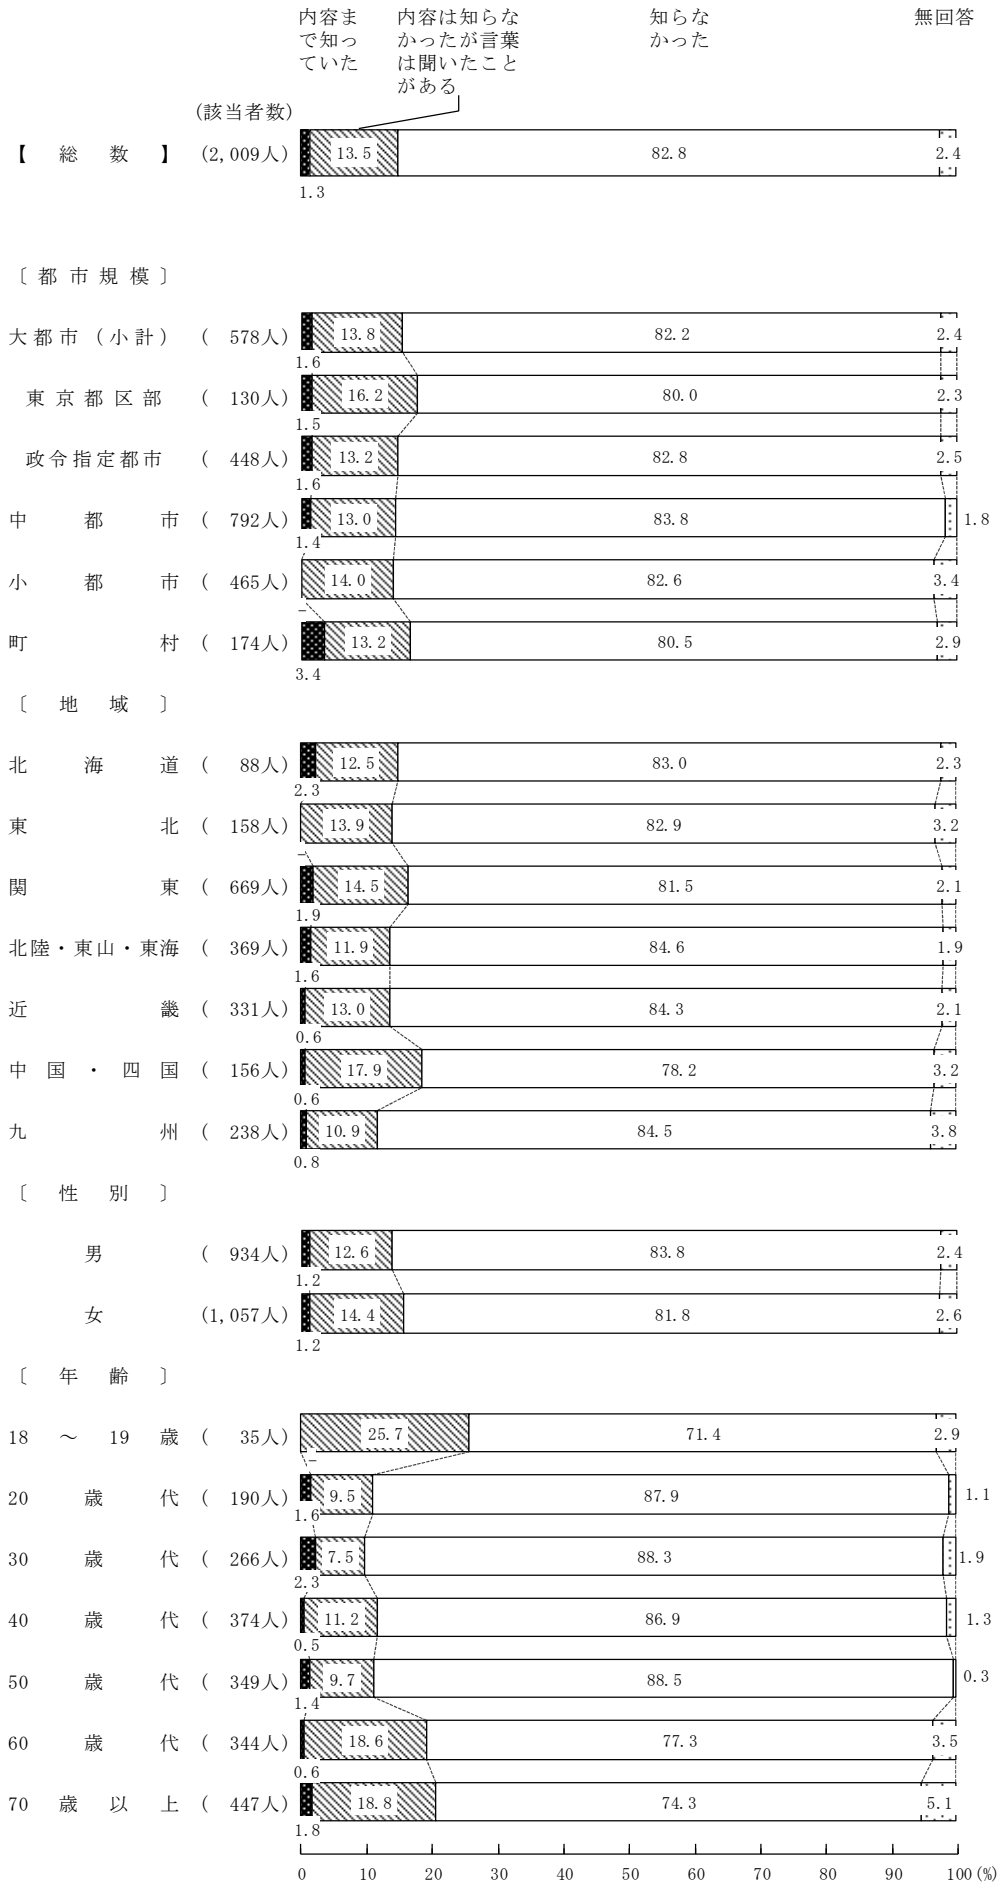 内容ま
で知っ
ていた
内容は知らな
かったが言葉
は聞いたこと
がある
知らな
かった
無回答
(該当者数)
【 総 数 】 (2,009人) 13.5 82.8 2.4
1.3
〔都市規模〕
大都市(小計) ( 578人) 13.8 82.2 2.4
1.6
東京都区部 ( 130人) 16.2 80.0 2.3
1.5
政令指定都市 ( 448人) 13.2 82.8 2.5
1.6
中都市 ( 792人) 13.0 83.8 1.8
1.4
小都市 ( 465人) 14.0 82.6 3.4
−
町村 ( 174人) 13.2 80.5 2.9
3.4
〔 地 域 〕
北海道 ( 88人) 12.5 83.0 2.3
2.3
東北 ( 158人) 13.9 82.9 3.2
−
関東 ( 669人) 14.5 81.5 2.1
1.9
北陸・東山・東海 ( 369人) 11.9 84.6 1.9
1.6
近畿 ( 331人) 13.0 84.3 2.1
0.6
中国・四国 ( 156人) 17.9 78.2 3.2
0.6
九州 ( 238人) 10.9 84.5 3.8
0.8
〔 性 別 〕
男 ( 934人) 12.6 83.8 2.4
1.2
女 (1,057人) 14.4 81.8 2.6
1.2
〔 年 齢 〕
18 ～ 19 歳 ( 35人) 25.7 71.4 2.9
−
20 歳 代 ( 190人) 9.5 87.9 1.1
1.6
30 歳 代 ( 266人) 7.5 88.3 1.9
2.3
40 歳 代 ( 374人) 11.2 86.9 1.3
0.5
50 歳 代 ( 349人) 9.7 88.5 0.3
1.4
60 歳 代 ( 344人) 18.6 77.3 3.5
0.6
70 歳 以 上 ( 447人) 18.8 74.3 5.1
1.8
0 10 20 30 40 50 60 70 80 90 100 (%)